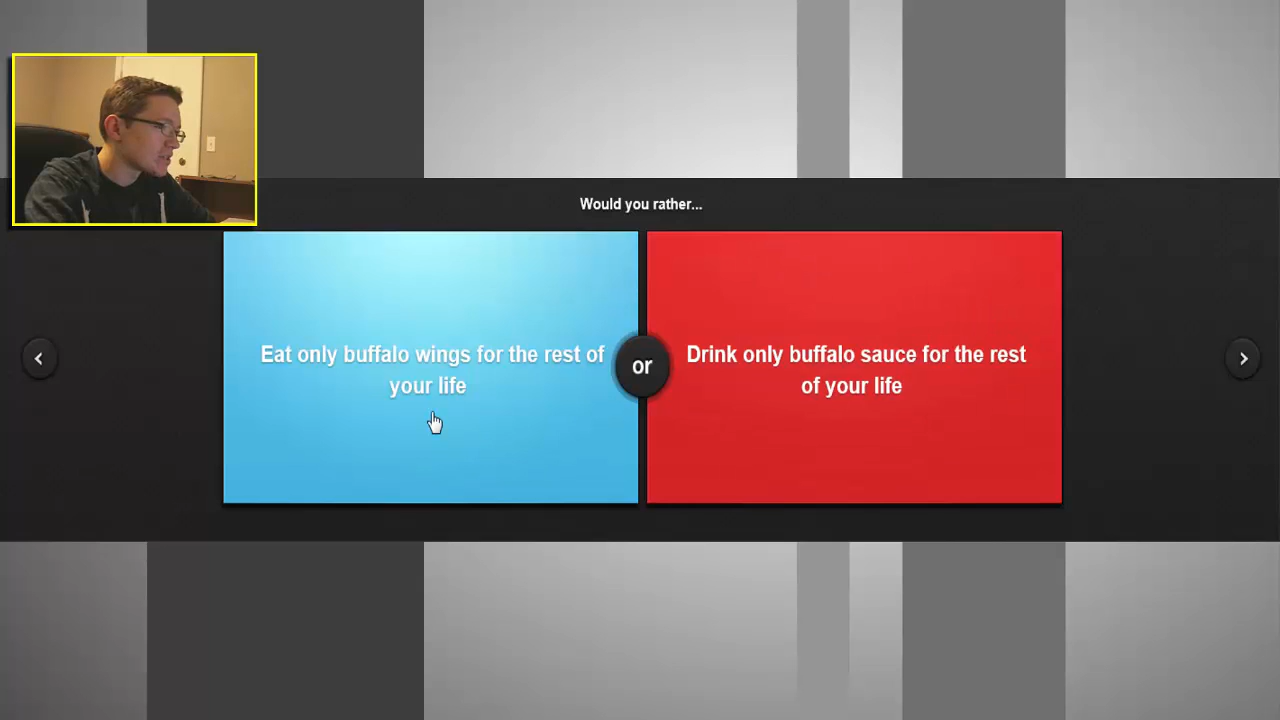 Would you rather...
Eat only buffalo wings for the rest of
your life
or
Drink only buffalo sauce for the rest
of your life